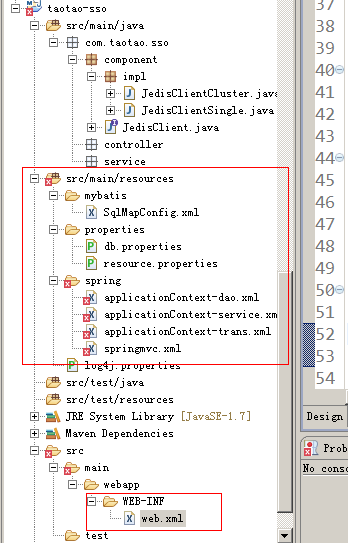 taotao-sso
src/main/java
com.taotao.sso
component
impl
JedisClientCluster.java
JedisClientSingle.java
JedisClient.java
controller
service
src/main/resources
mybatis
SqlMapConfig.xml
properties
db.properties
resource.properties
spring
applicationContext-dao.xml
applicationContext-service.xm
applicationContext-trans.xml
springmvc.xml
log4j.properties
src/test/java
src/test/resources
JRE System Library [JavaSE-1.7]
Maven Dependencies
src
main
webapp
WEB-INF
web.xml
test
37
38
39
40
41
42
43
44
45
46
47
48
49
50
51
52
53
54
Design
Prob
No conso